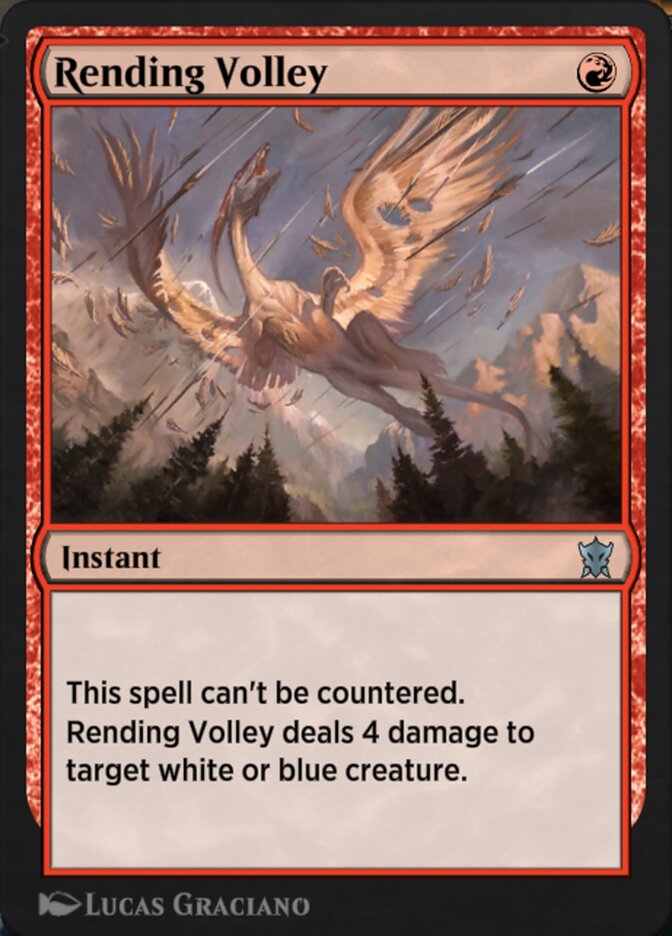 Rending Volley
Instant
This spell can't be countered.
Rending Volley deals 4 damage to
target white or blue creature.
Lucas Graciano